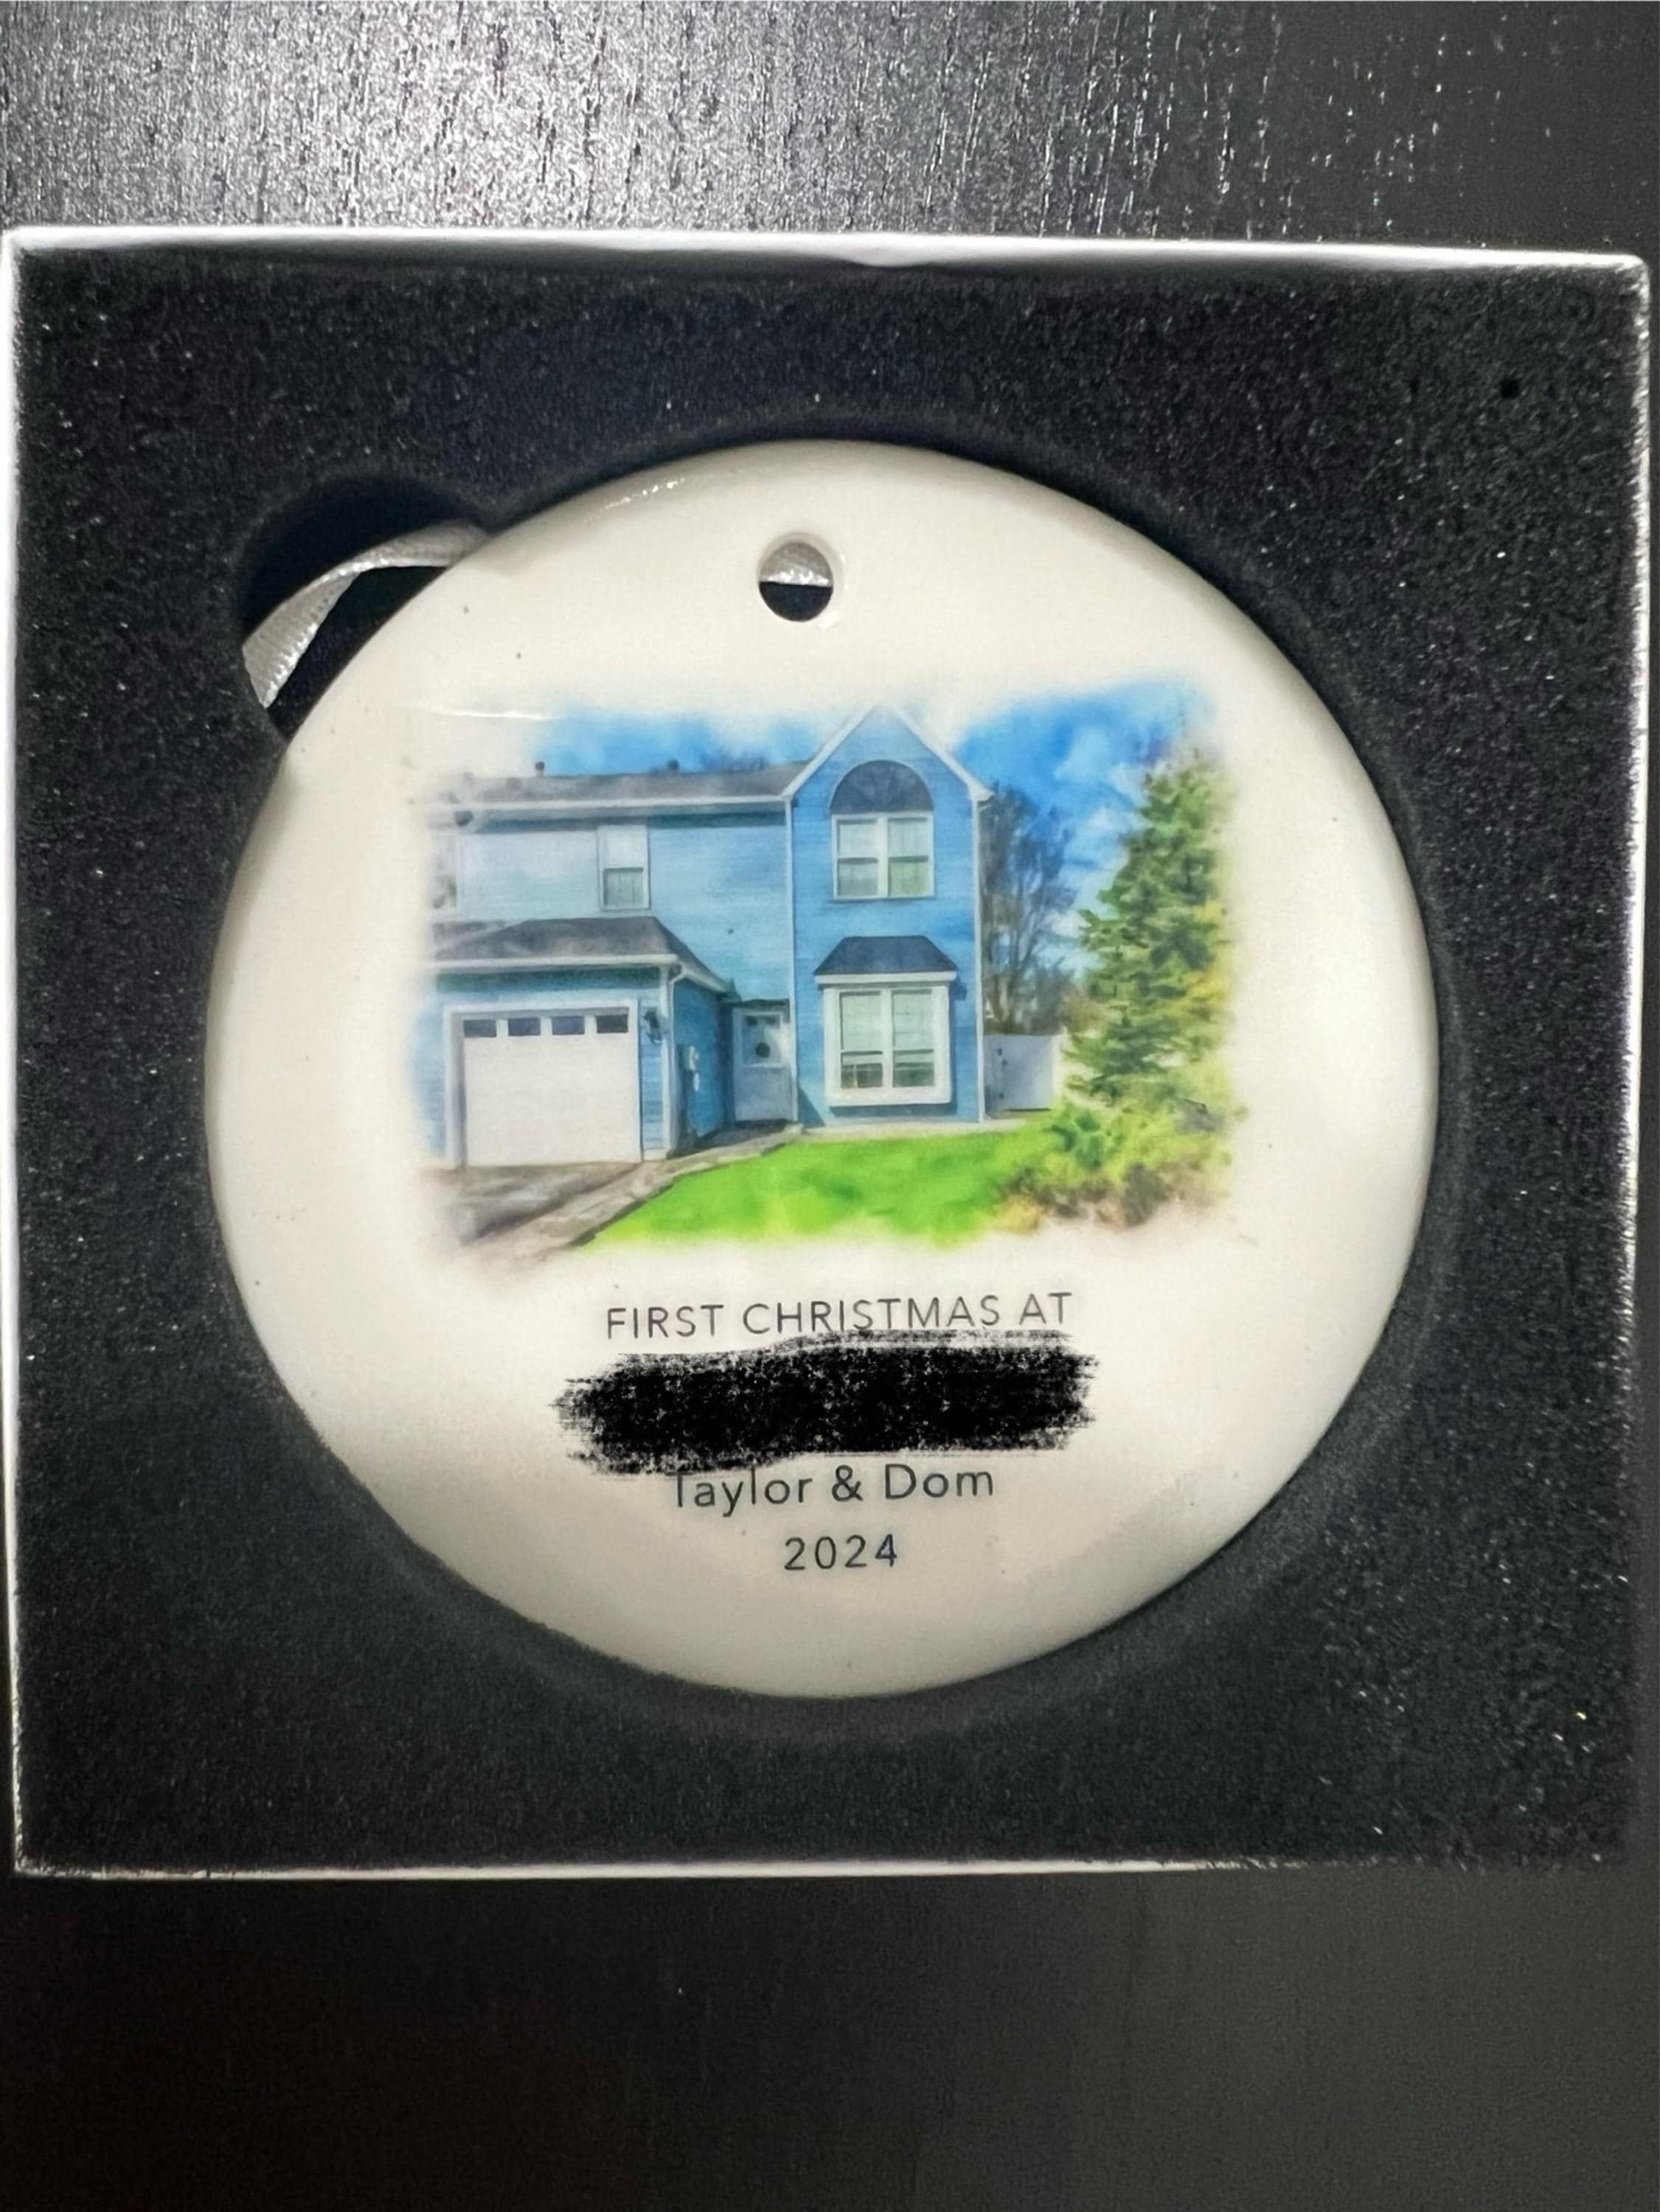 FIRST CHRISTMAS AT
Taylor & Dom
2024